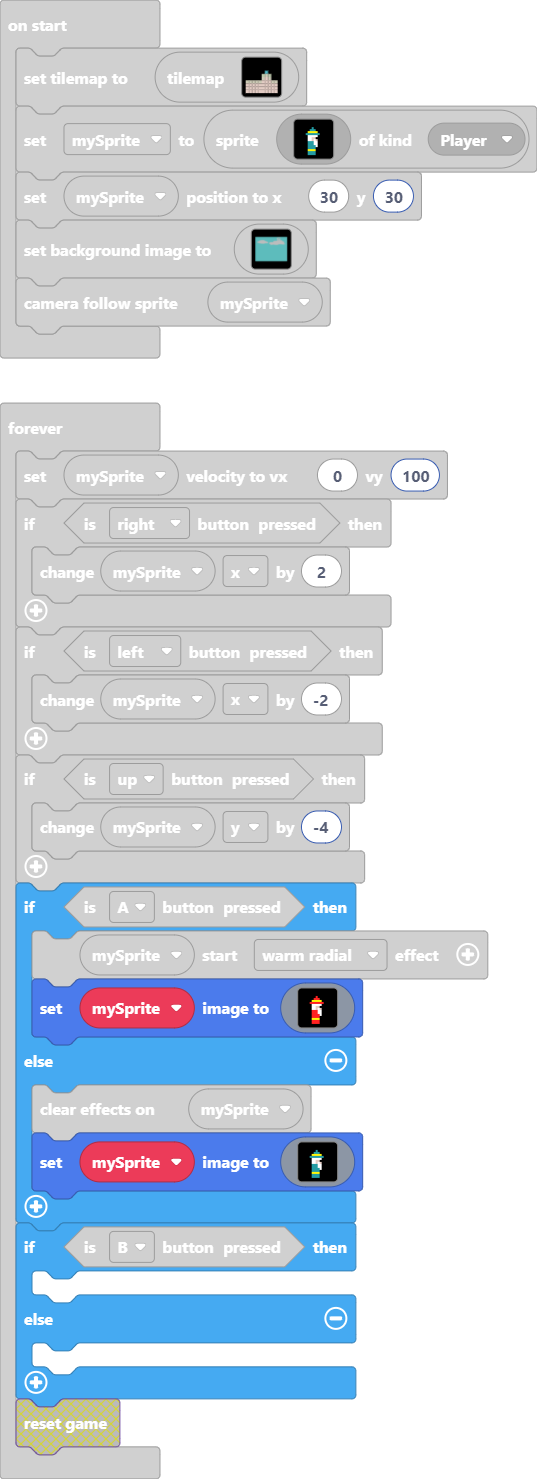 on start
set tilemap to tilemap
set mySprite to sprite of kind Player
set mySprite position to x 30 y 30
set background image to
camera follow sprite mySprite
forever
set mySprite velocity to vx 0 vy 100
if is right button pressed then
change mySprite x by 2
if is left button pressed then
change mySprite x by -2
if is up button pressed then
change mySprite y by -4
if is A button pressed then
mySprite start warm radial effect
set mySprite image to
else
clear effects on mySprite
set mySprite image to
if is B button pressed then
else
reset game